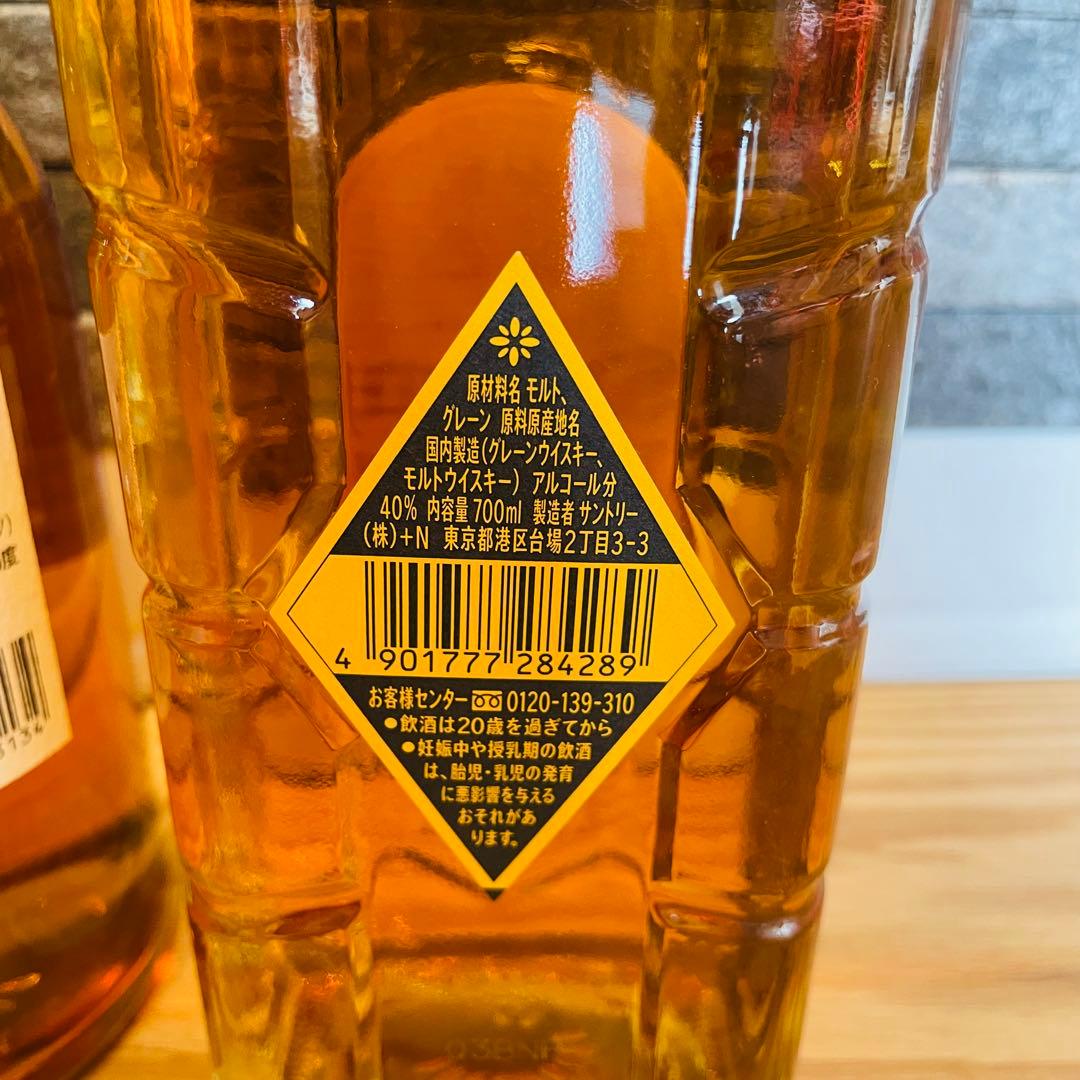 原材料名 モルト、
グレーン 原料原産地名
国内製造(グレーンウイスキー、
モルトウイスキー) アルコール分
40% 内容量 700ml 製造者 サントリー
(株)+N 東京都港区台場2丁目3-3
4 901777 284289
お客様センター 0120-139-310
●飲酒は20歳を過ぎてから
●妊娠中や授乳期の飲酒
は、胎児・乳児の発育
に悪影響を与える
おそれがあ
ります。
度